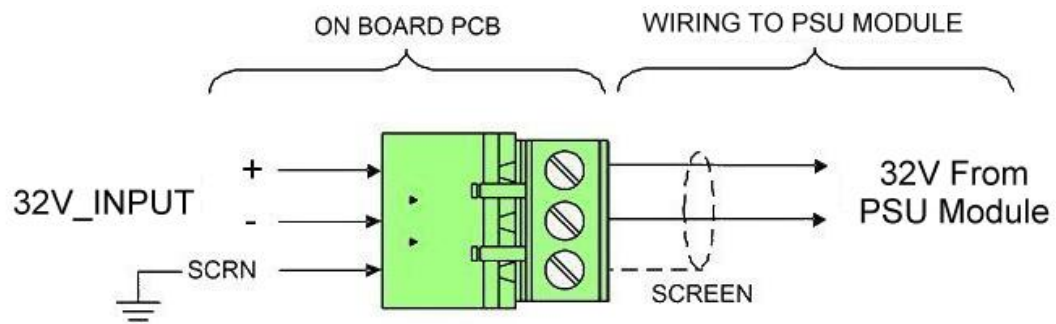 ON BOARD PCB
WIRING TO PSU MODULE
+
32V_INPUT
-
SCRN
32V From
PSU Module
SCREEN